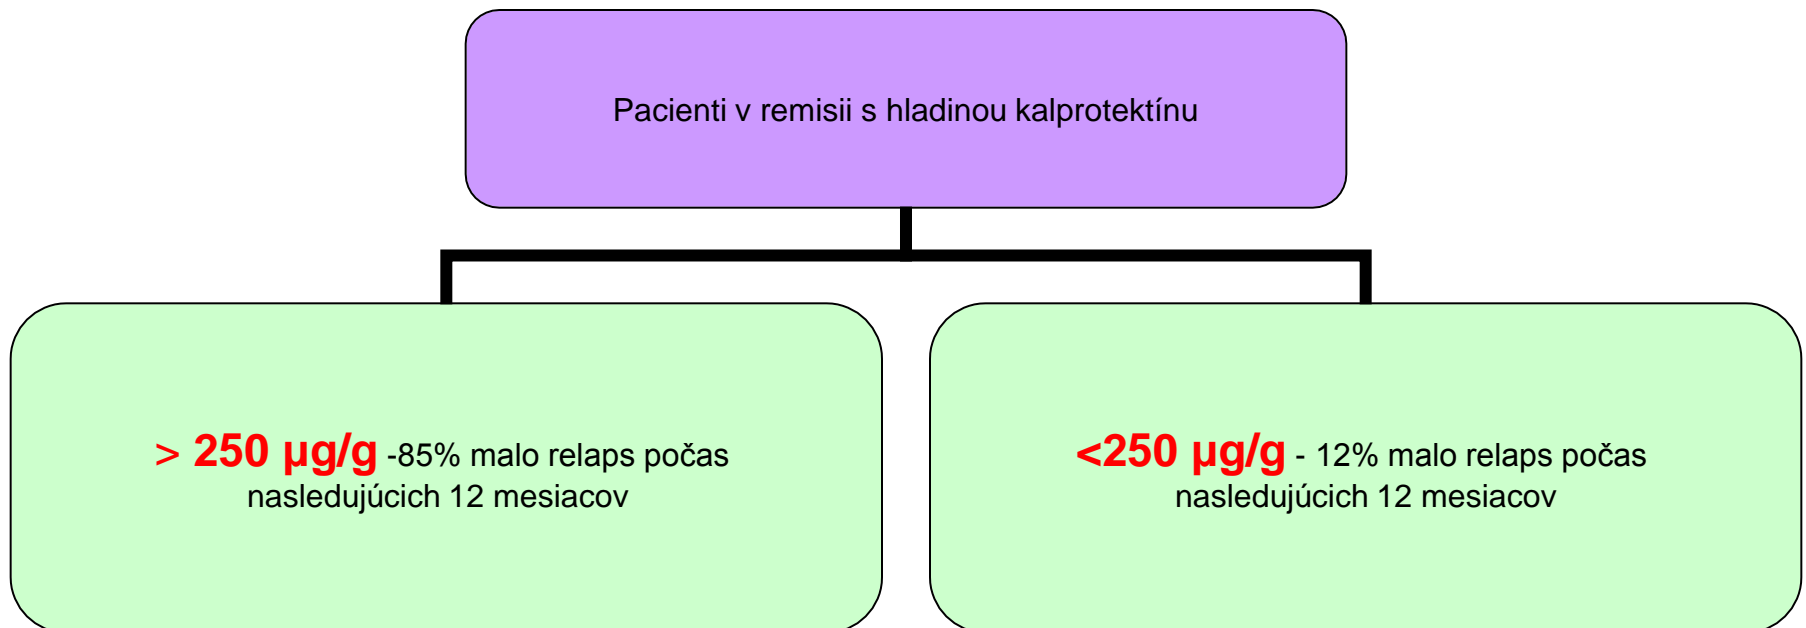 Pacienti v remisii s hladinou kalprotektínu
> 250 µg/g -85% malo relaps počas
nasledujúcich 12 mesiacov
<250 µg/g - 12% malo relaps počas
nasledujúcich 12 mesiacov